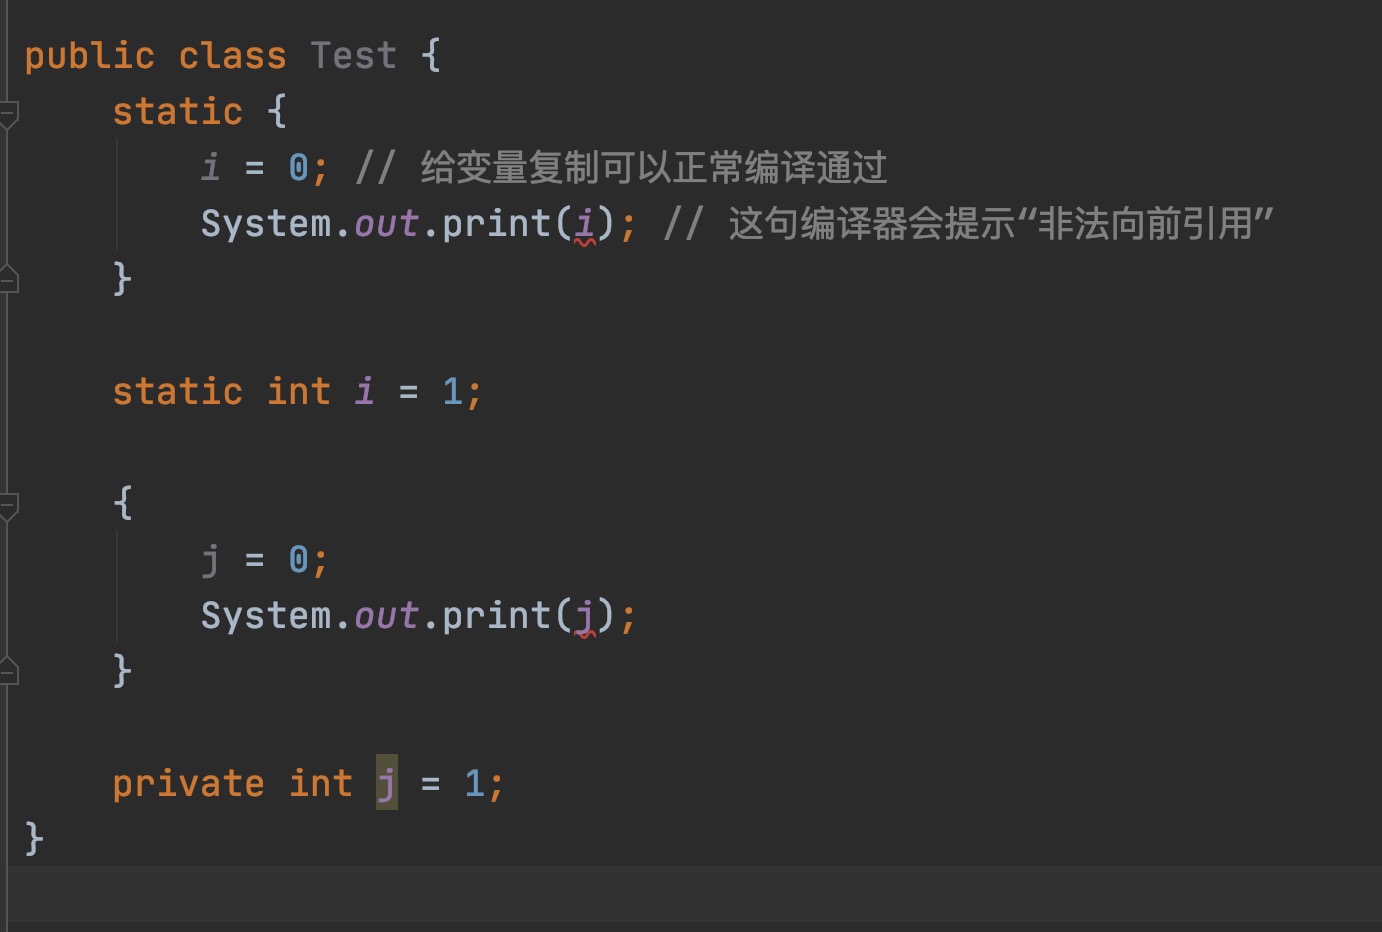 public class Test {
static {
i = 0; // 给变量复制可以正常编译通过
System.out.print(i); // 这句编译器会提示“非法向前引用”
}
static int i = 1;
{
j = 0;
System.out.print(j);
}
private int j = 1;
}